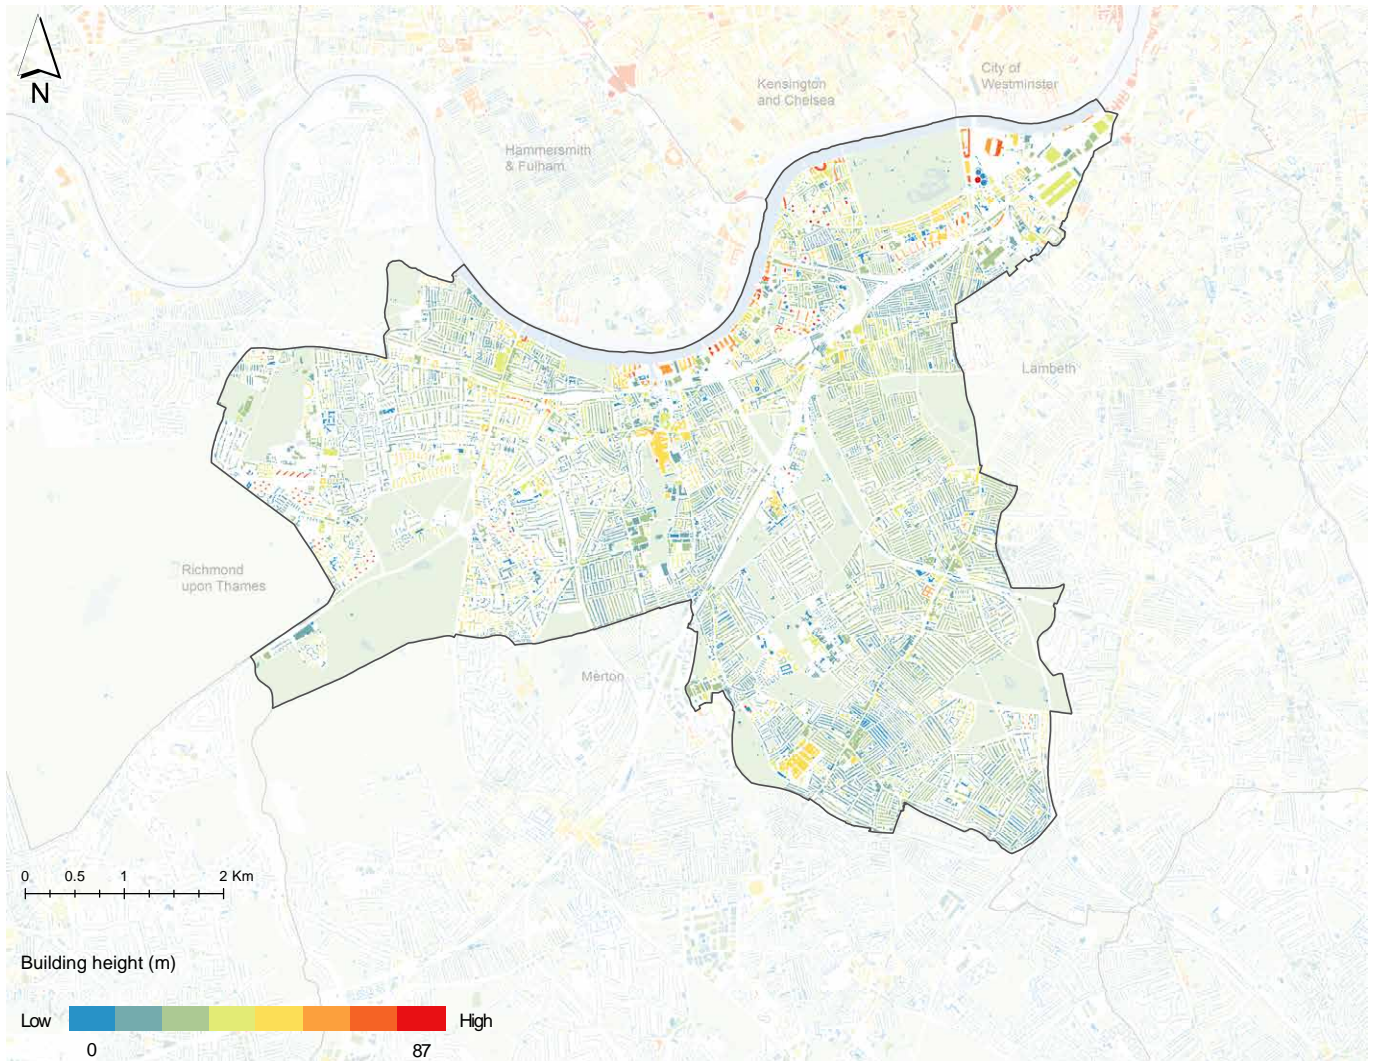 City of
Westminster
Kensington
and Chelsea
N
Hammersmith
& Fulham
Lambeth
Richmond
upon Thames
Merton
0 0.5 1 2 Km
Building height (m)
Low High
0 87